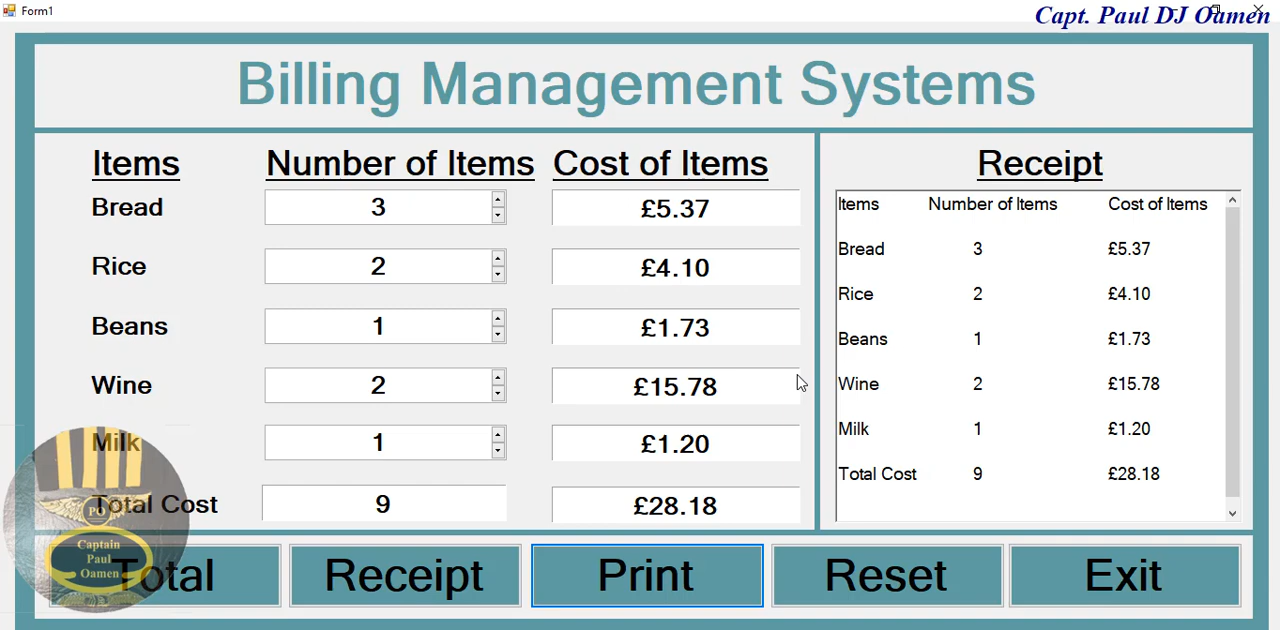 Form1
Capt. Paul DJ Oamen
Billing Management Systems
Items Number of Items Cost of Items
Bread 3 £5.37
Rice 2 £4.10
Beans 1 £1.73
Wine 2 £15.78
Milk 1 £1.20
Total Cost 9 £28.18
Receipt
Items Number of Items Cost of Items
Bread 3 £5.37
Rice 2 £4.10
Beans 1 £1.73
Wine 2 £15.78
Milk 1 £1.20
Total Cost 9 £28.18
PO
Captain
Paul
Oamen
Total Receipt Print Reset Exit